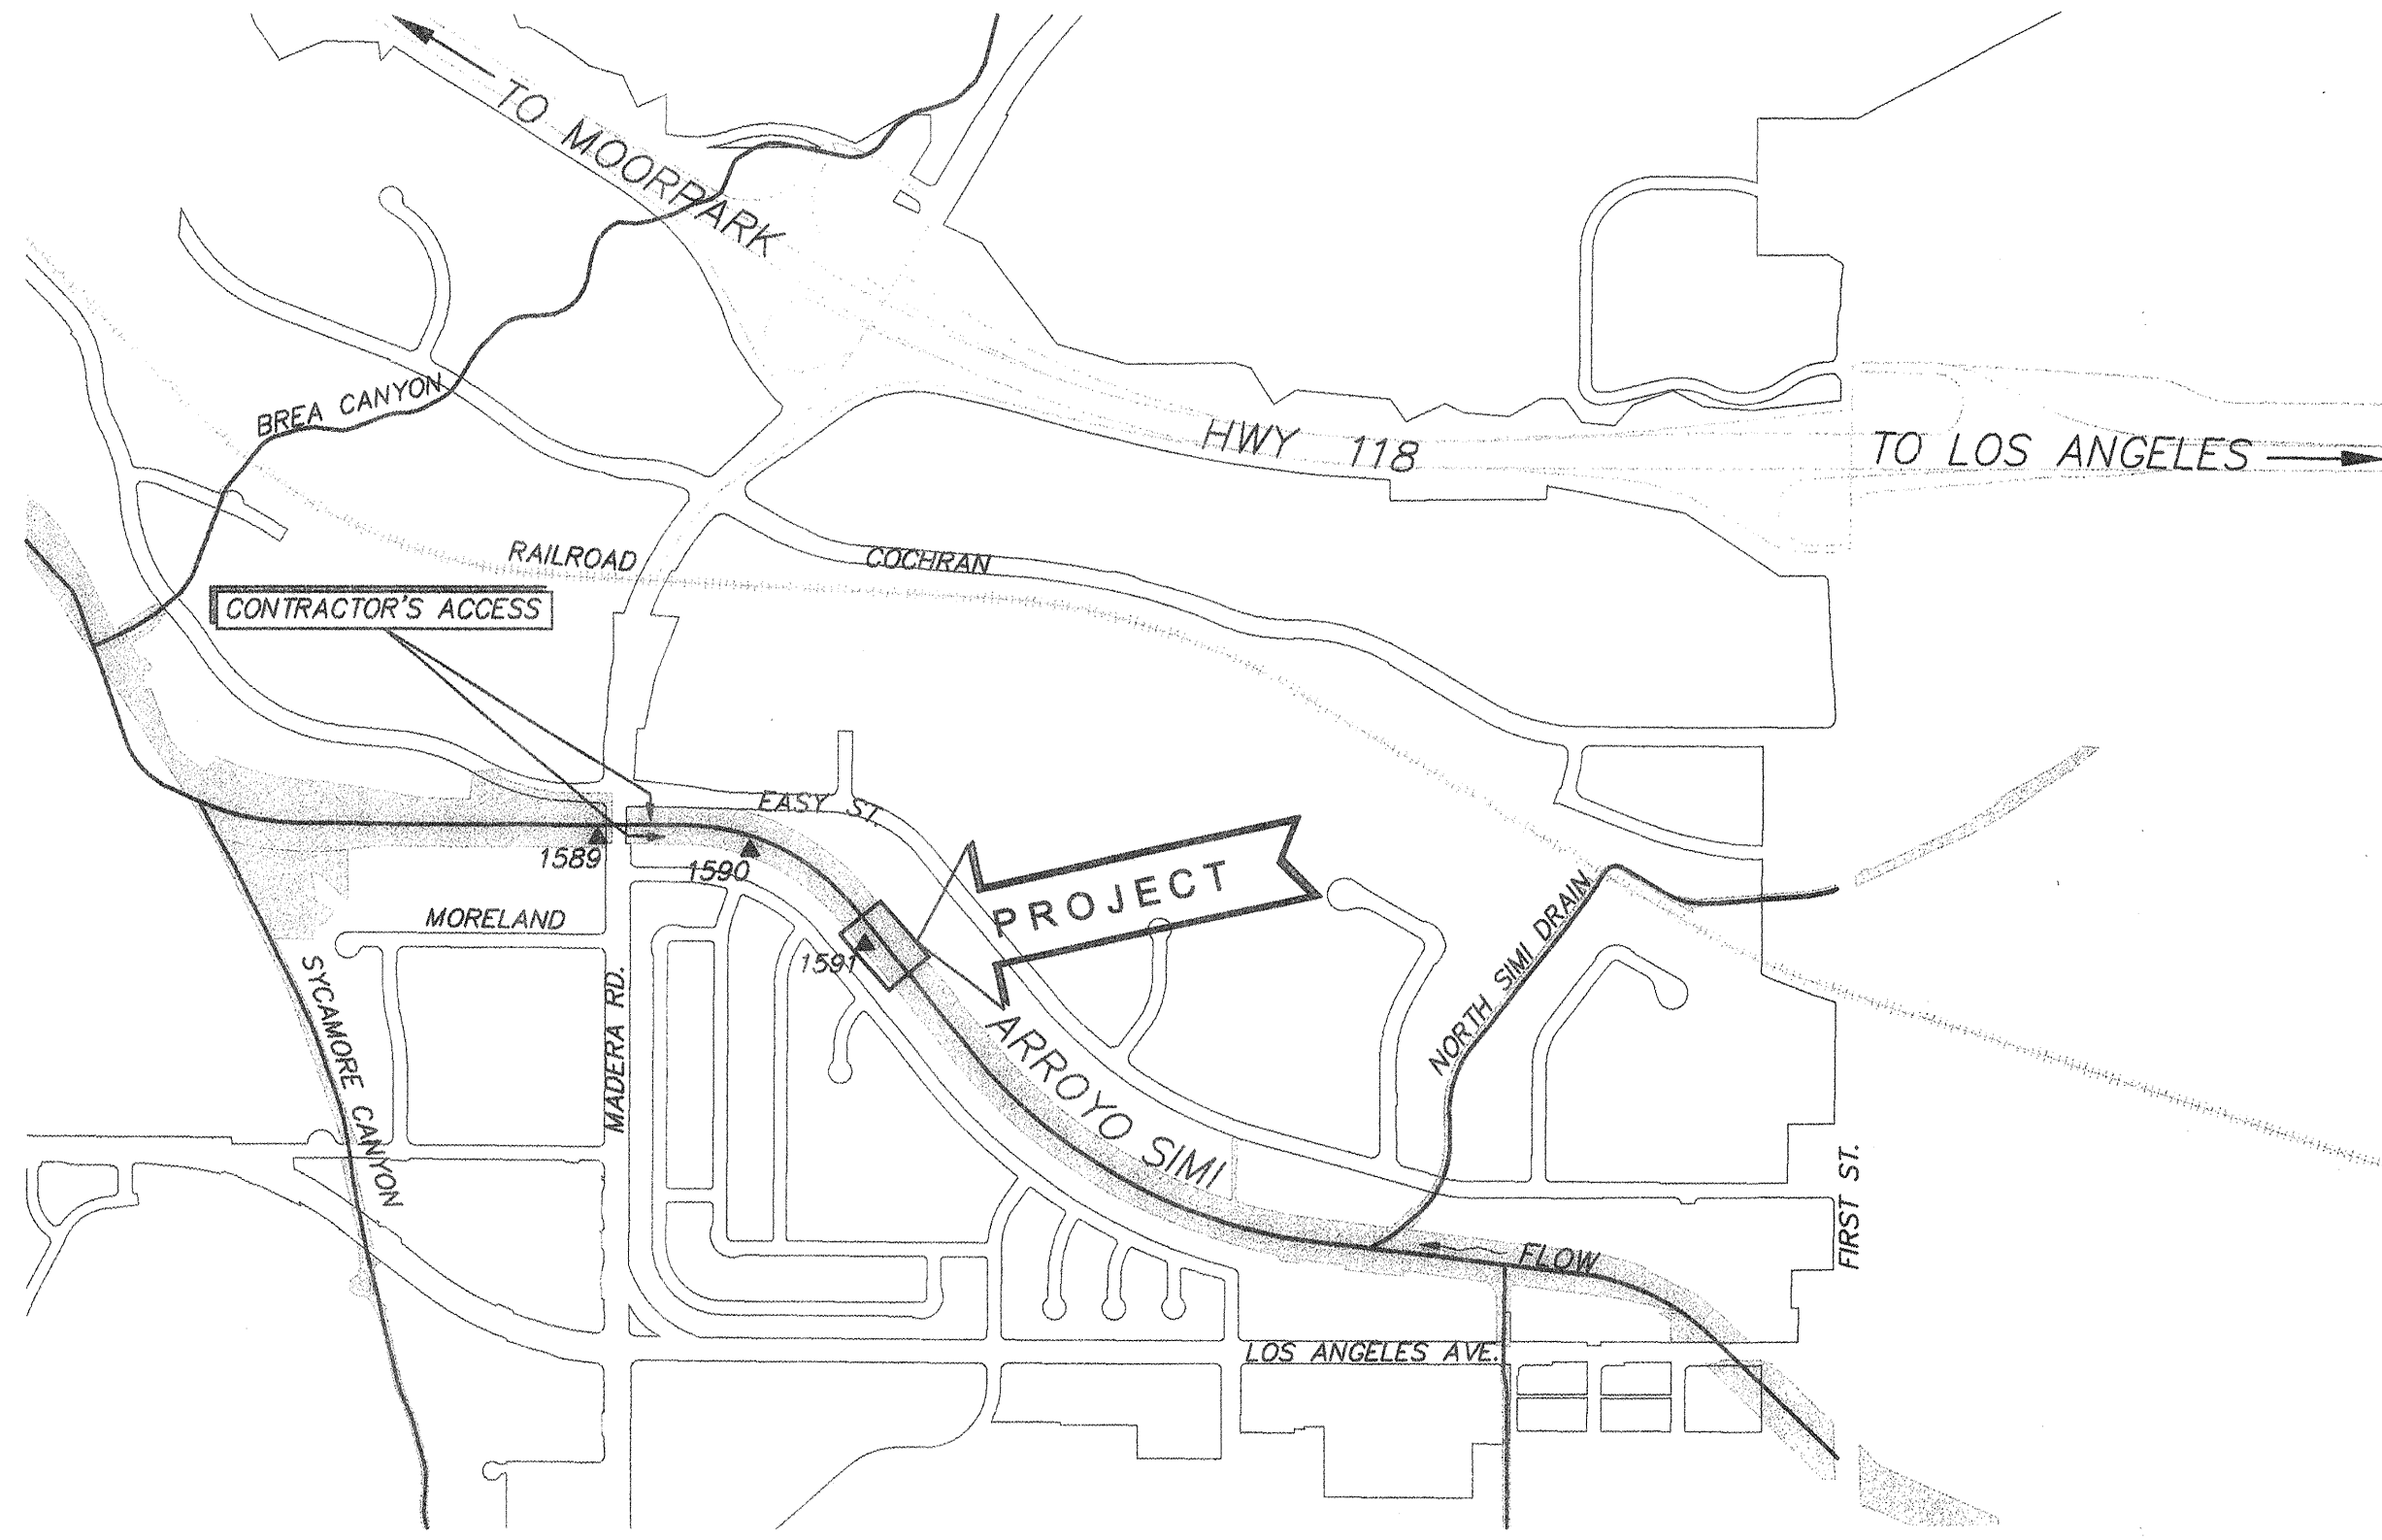 TO MOORPARK
BREA CANYON
HWY 118
TO LOS ANGELES
RAILROAD
COCHRAN
CONTRACTOR'S ACCESS
EASY ST.
1589
1590
PROJECT
MORELAND
1591
SYCAMORE CANYON
MADERA RD.
NORTH SIMI DRAIN
ARROYO SIMI
FIRST ST.
FLOW
LOS ANGELES AVE.